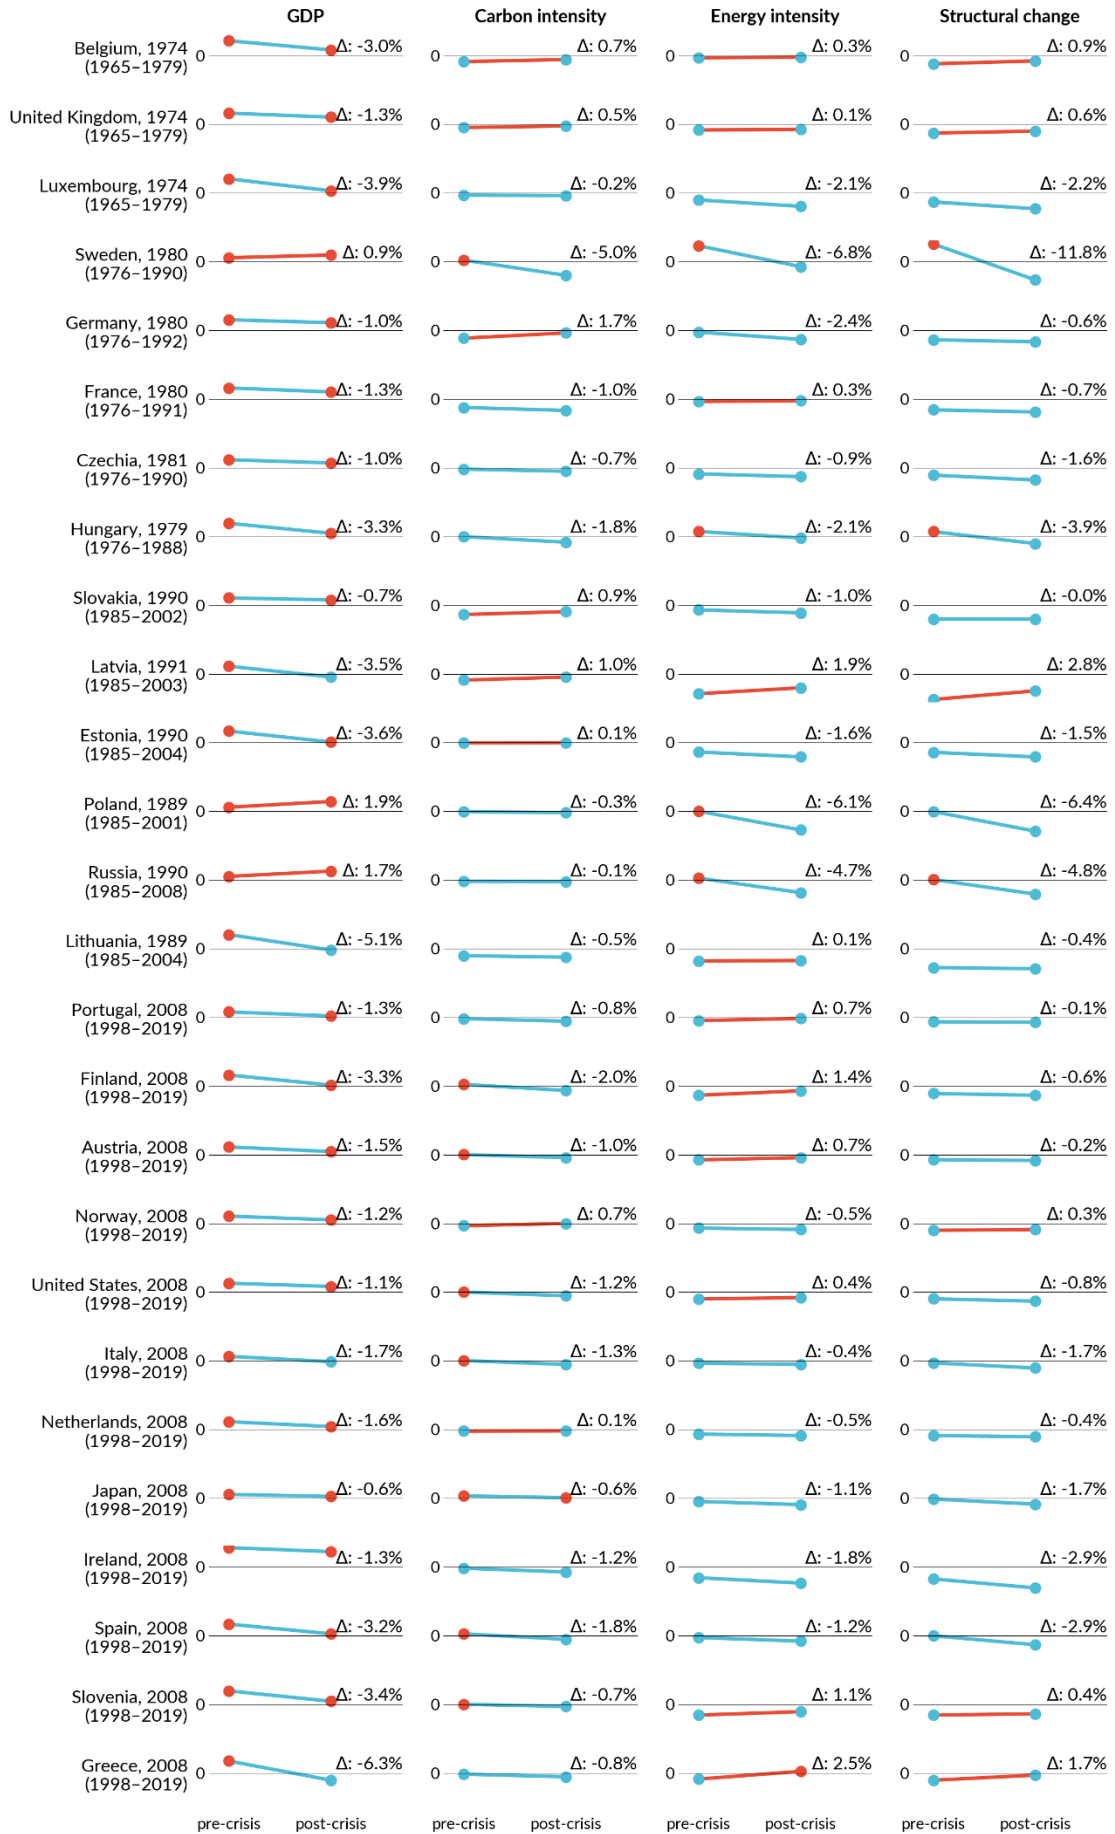 GDP Carbon intensity Energy intensity Structural change
Belgium, 1974 0 Δ: -3.0% 0 Δ: 0.7% 0 Δ: 0.3% 0 Δ: 0.9%
(1965–1979)
United Kingdom, 1974 0 Δ: -1.3% 0 Δ: 0.5% 0 Δ: 0.1% 0 Δ: 0.6%
(1965–1979)
Luxembourg, 1974 0 Δ: -3.9% 0 Δ: -0.2% 0 Δ: -2.1% 0 Δ: -2.2%
(1965–1979)
Sweden, 1980 0 Δ: 0.9% 0 Δ: -5.0% 0 Δ: -6.8% 0 Δ: -11.8%
(1976–1990)
Germany, 1980 0 Δ: -1.0% 0 Δ: 1.7% 0 Δ: -2.4% 0 Δ: -0.6%
(1976–1992)
France, 1980 0 Δ: -1.3% 0 Δ: -1.0% 0 Δ: 0.3% 0 Δ: -0.7%
(1976–1991)
Czechia, 1981 0 Δ: -1.0% 0 Δ: -0.7% 0 Δ: -0.9% 0 Δ: -1.6%
(1976–1990)
Hungary, 1979 0 Δ: -3.3% 0 Δ: -1.8% 0 Δ: -2.1% 0 Δ: -3.9%
(1976–1988)
Slovakia, 1990 0 Δ: -0.7% 0 Δ: 0.9% 0 Δ: -1.0% 0 Δ: -0.0%
(1985–2002)
Latvia, 1991 0 Δ: -3.5% 0 Δ: 1.0% 0 Δ: 1.9% 0 Δ: 2.8%
(1985–2003)
Estonia, 1990 0 Δ: -3.6% 0 Δ: 0.1% 0 Δ: -1.6% 0 Δ: -1.5%
(1985–2004)
Poland, 1989 0 Δ: 1.9% 0 Δ: -0.3% 0 Δ: -6.1% 0 Δ: -6.4%
(1985–2001)
Russia, 1990 0 Δ: 1.7% 0 Δ: -0.1% 0 Δ: -4.7% 0 Δ: -4.8%
(1985–2008)
Lithuania, 1989 0 Δ: -5.1% 0 Δ: -0.5% 0 Δ: 0.1% 0 Δ: -0.4%
(1985–2004)
Portugal, 2008 0 Δ: -1.3% 0 Δ: -0.8% 0 Δ: 0.7% 0 Δ: -0.1%
(1998–2019)
Finland, 2008 0 Δ: -3.3% 0 Δ: -2.0% 0 Δ: 1.4% 0 Δ: -0.6%
(1998–2019)
Austria, 2008 0 Δ: -1.5% 0 Δ: -1.0% 0 Δ: 0.7% 0 Δ: -0.2%
(1998–2019)
Norway, 2008 0 Δ: -1.2% 0 Δ: 0.7% 0 Δ: -0.5% 0 Δ: 0.3%
(1998–2019)
United States, 2008 0 Δ: -1.1% 0 Δ: -1.2% 0 Δ: 0.4% 0 Δ: -0.8%
(1998–2019)
Italy, 2008 0 Δ: -1.7% 0 Δ: -1.3% 0 Δ: -0.4% 0 Δ: -1.7%
(1998–2019)
Netherlands, 2008 0 Δ: -1.6% 0 Δ: 0.1% 0 Δ: -0.5% 0 Δ: -0.4%
(1998–2019)
Japan, 2008 0 Δ: -0.6% 0 Δ: -0.6% 0 Δ: -1.1% 0 Δ: -1.7%
(1998–2019)
Ireland, 2008 0 Δ: -1.3% 0 Δ: -1.2% 0 Δ: -1.8% 0 Δ: -2.9%
(1998–2019)
Spain, 2008 0 Δ: -3.2% 0 Δ: -1.8% 0 Δ: -1.2% 0 Δ: -2.9%
(1998–2019)
Slovenia, 2008 0 Δ: -3.4% 0 Δ: -0.7% 0 Δ: 1.1% 0 Δ: 0.4%
(1998–2019)
Greece, 2008 0 Δ: -6.3% 0 Δ: -0.8% 0 Δ: 2.5% 0 Δ: 1.7%
(1998–2019)
pre-crisis post-crisis pre-crisis post-crisis pre-crisis post-crisis pre-crisis post-crisis